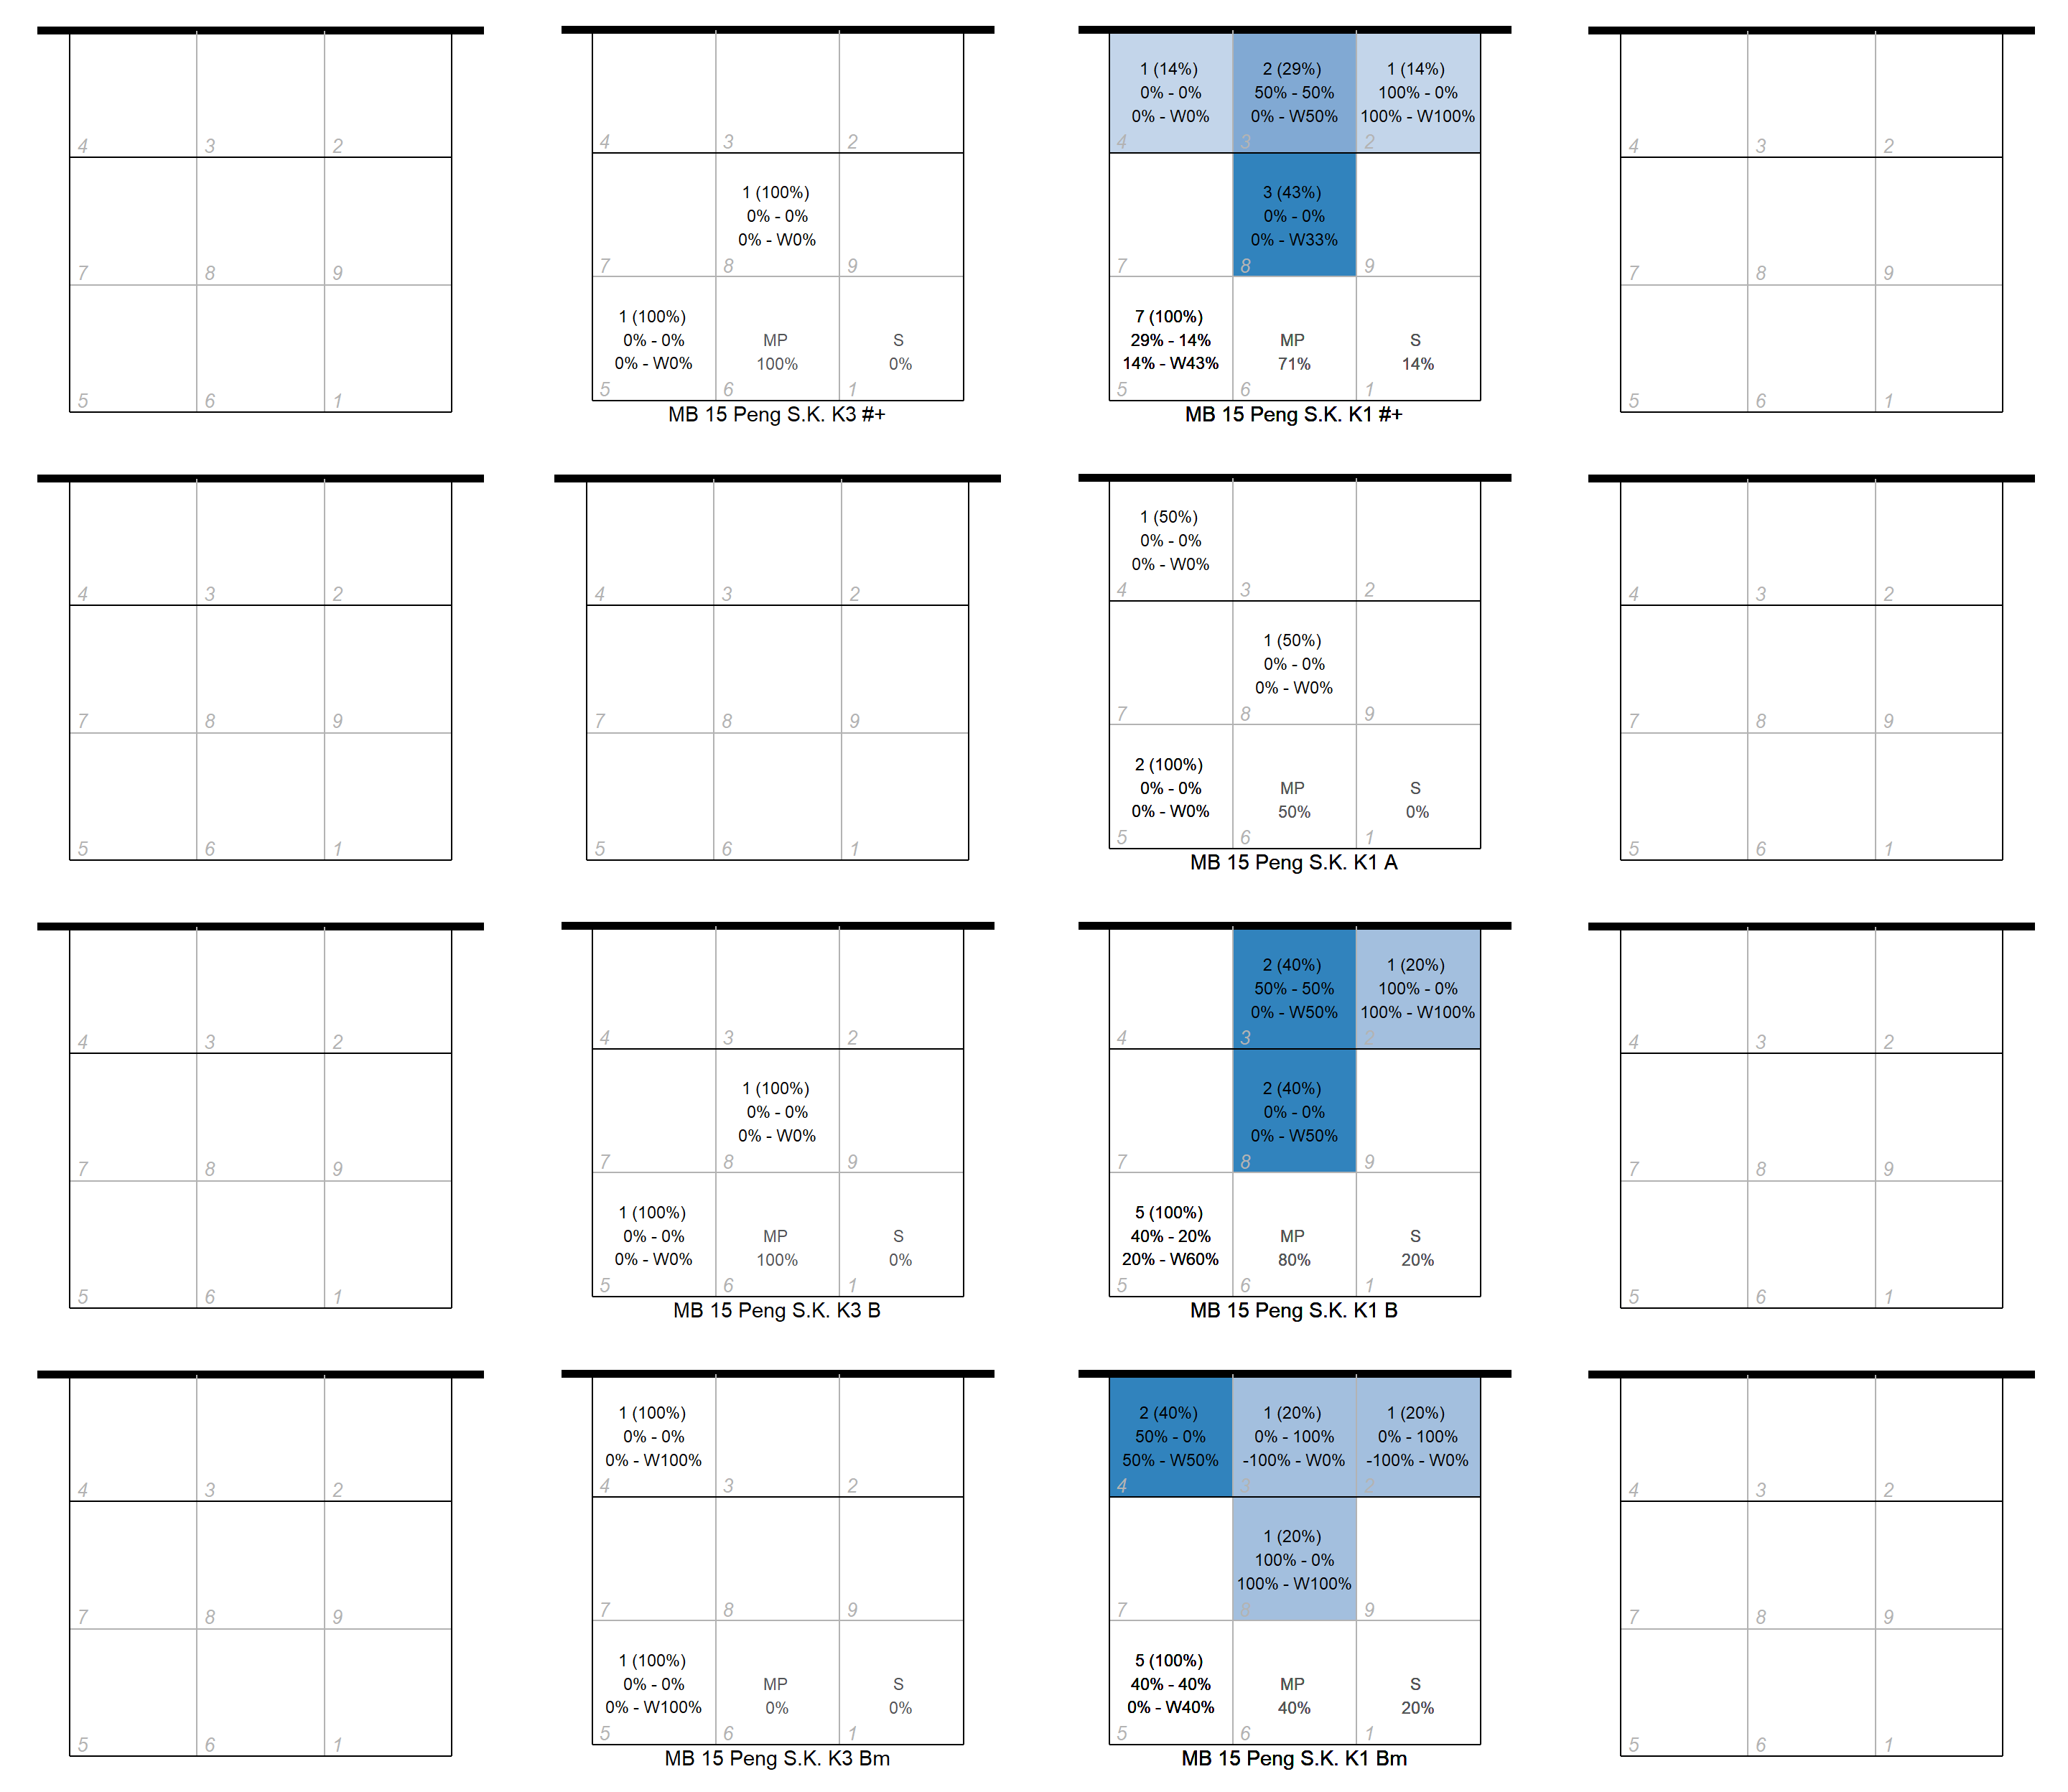 4 3 2
7 8 9
5 6 1
4 3 2
1 (100%)
0% - 0%
0% - W0%
7 8 9
1 (100%)
0% - 0% MP S
0% - W0% 100% 0%
5 6 1
MB 15 Peng S.K. K3 #+
1 (14%) 2 (29%) 1 (14%)
0% - 0% 50% - 50% 100% - 0%
0% - W0% 0% - W50% 100% - W100%
4 3 2
3 (43%)
0% - 0%
0% - W33%
7 8 9
7 (100%)
29% - 14% MP S
14% - W43% 71% 14%
5 6 1
MB 15 Peng S.K. K1 #+
4 3 2
7 8 9
5 6 1
4 3 2
7 8 9
5 6 1
4 3 2
7 8 9
5 6 1
1 (50%)
0% - 0%
0% - W0%
4 3 2
1 (50%)
0% - 0%
0% - W0%
7 8 9
2 (100%)
0% - 0% MP S
0% - W0% 50% 0%
5 6 1
MB 15 Peng S.K. K1 A
4 3 2
7 8 9
5 6 1
4 3 2
7 8 9
5 6 1
4 3 2
1 (100%)
0% - 0%
0% - W0%
7 8 9
1 (100%)
0% - 0% MP S
0% - W0% 100% 0%
5 6 1
MB 15 Peng S.K. K3 B
2 (40%) 1 (20%)
50% - 50% 100% - 0%
0% - W50% 100% - W100%
4 3 2
2 (40%)
0% - 0%
0% - W50%
7 8 9
5 (100%)
40% - 20% MP S
20% - W60% 80% 20%
5 6 1
MB 15 Peng S.K. K1 B
4 3 2
7 8 9
5 6 1
4 3 2
7 8 9
5 6 1
1 (100%)
0% - 0%
0% - W100%
4 3 2
7 8 9
1 (100%)
0% - 0% MP S
0% - W100% 0% 0%
5 6 1
MB 15 Peng S.K. K3 Bm
2 (40%) 1 (20%) 1 (20%)
50% - 0% 0% - 100% 0% - 100%
50% - W50% -100% - W0% -100% - W0%
4 3 2
1 (20%)
100% - 0%
100% - W100%
7 8 9
5 (100%)
40% - 40% MP S
0% - W40% 40% 20%
5 6 1
MB 15 Peng S.K. K1 Bm
4 3 2
7 8 9
5 6 1